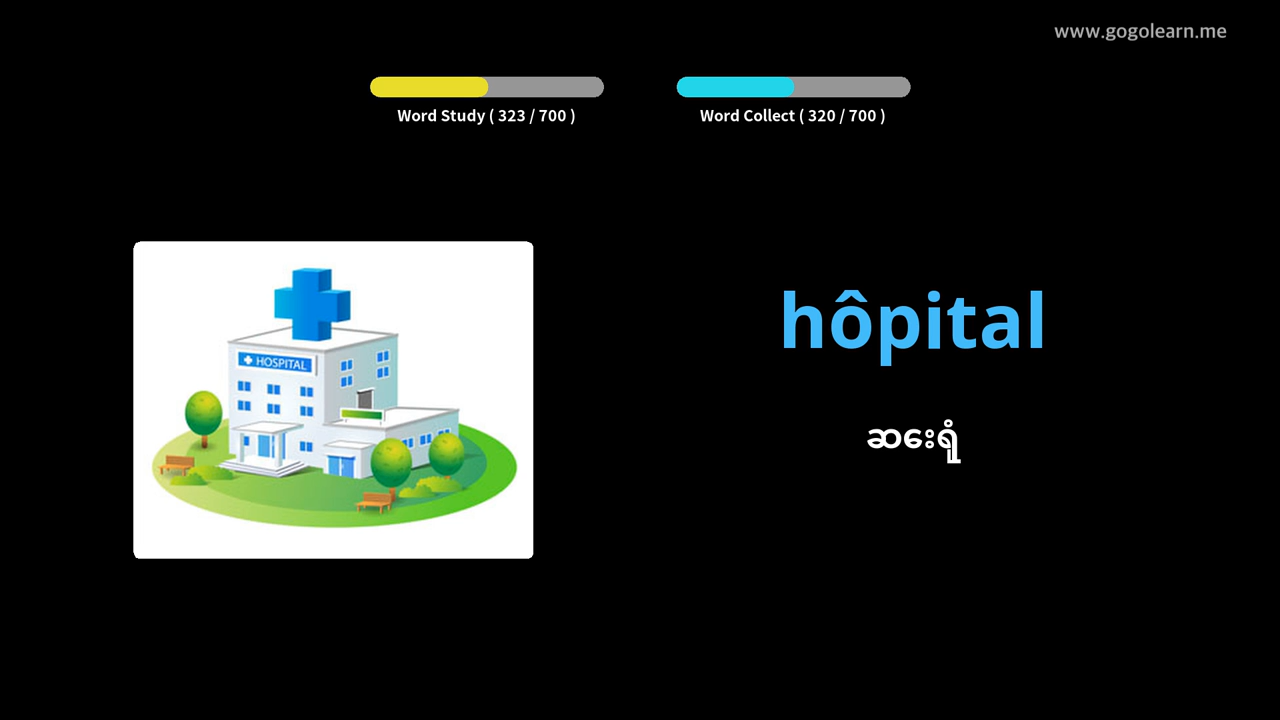 www.gogolearn.me
Word Study ( 323 / 700 )
Word Collect ( 320 / 700 )
HOSPITAL
hôpital
ဆေးရုံ